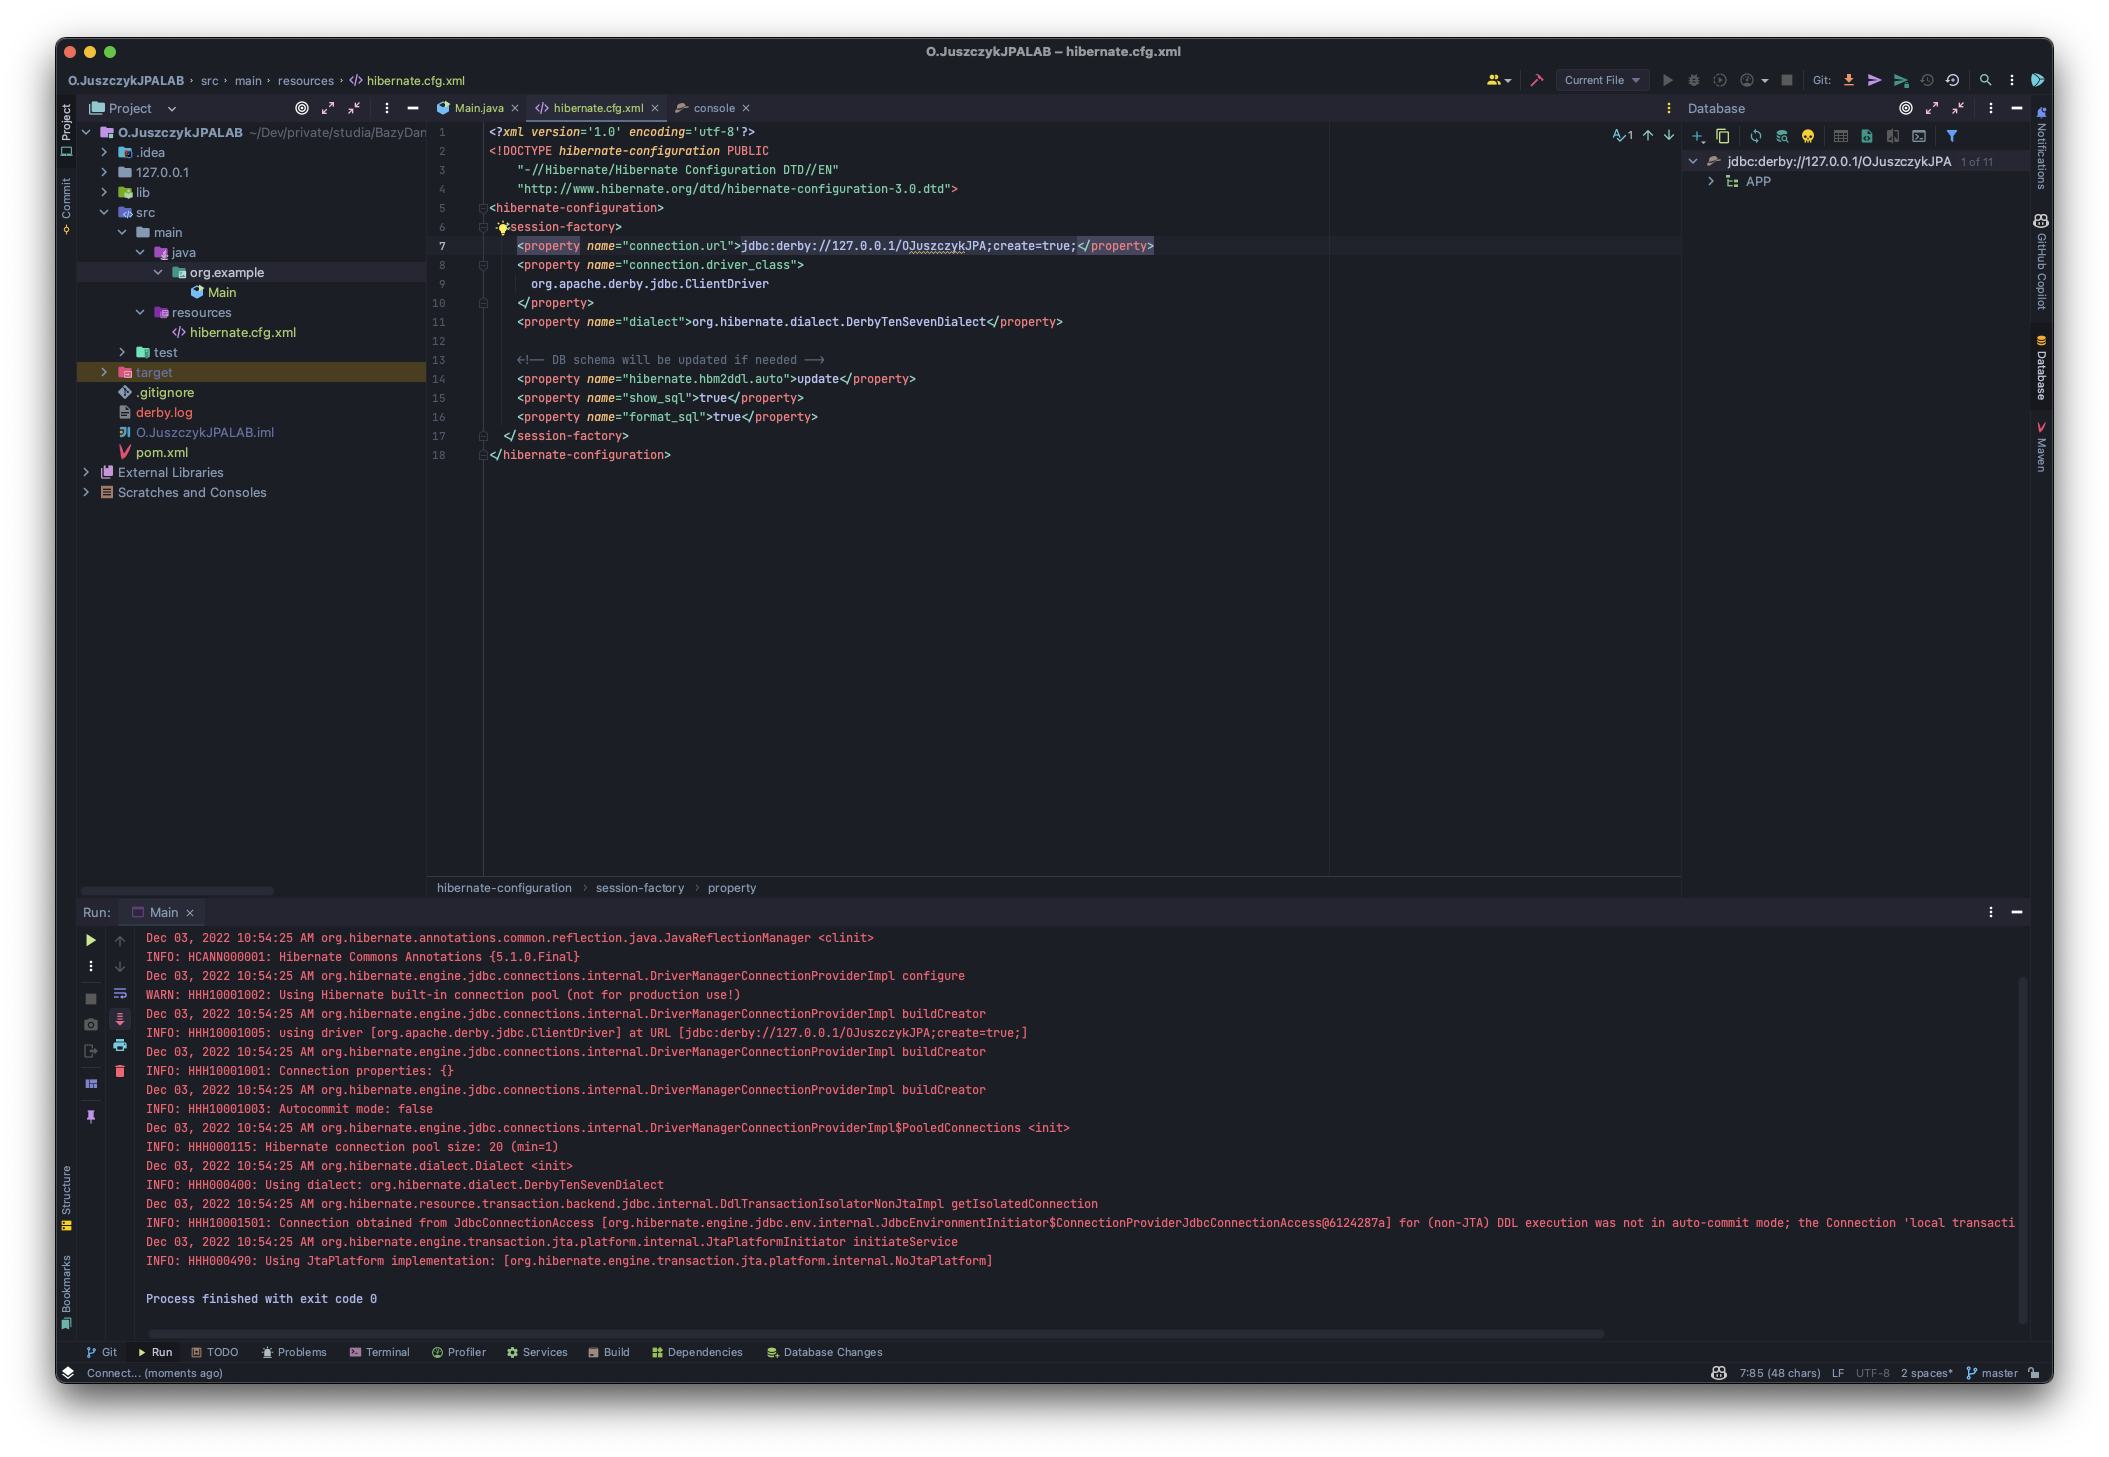 O.JuszczykJPALAB – hibernate.cfg.xml
O.JuszczykJPALAB › src › main › resources › hibernate.cfg.xml
Current File
Git:
Project
Main.java
hibernate.cfg.xml
console
Database
Project
Commit
Structure
Bookmarks
O.JuszczykJPALAB ~/Dev/private/studia/BazyDan
.idea
127.0.0.1
lib
src
main
java
org.example
Main
resources
hibernate.cfg.xml
test
target
.gitignore
derby.log
O.JuszczykJPALAB.iml
pom.xml
External Libraries
Scratches and Consoles
1 <?xml version='1.0' encoding='utf-8'?>
2 <!DOCTYPE hibernate-configuration PUBLIC
3 "-//Hibernate/Hibernate Configuration DTD//EN"
4 "http://www.hibernate.org/dtd/hibernate-configuration-3.0.dtd">
5 <hibernate-configuration>
6 session-factory>
7 <property name="connection.url">jdbc:derby://127.0.0.1/OJuszczykJPA;create=true;</property>
8 <property name="connection.driver_class">
9 org.apache.derby.jdbc.ClientDriver
10 </property>
11 <property name="dialect">org.hibernate.dialect.DerbyTenSevenDialect</property>
12
13 <!-- DB schema will be updated if needed -->
14 <property name="hibernate.hbm2ddl.auto">update</property>
15 <property name="show_sql">true</property>
16 <property name="format_sql">true</property>
17 </session-factory>
18 </hibernate-configuration>
1
hibernate-configuration › session-factory › property
jdbc:derby://127.0.0.1/OJuszczykJPA 1 of 11
APP
Notifications
GitHub Copilot
Database
Maven
Run: Main
Dec 03, 2022 10:54:25 AM org.hibernate.annotations.common.reflection.java.JavaReflectionManager <clinit>
INFO: HCANN000001: Hibernate Commons Annotations {5.1.0.Final}
Dec 03, 2022 10:54:25 AM org.hibernate.engine.jdbc.connections.internal.DriverManagerConnectionProviderImpl configure
WARN: HHH10001002: Using Hibernate built-in connection pool (not for production use!)
Dec 03, 2022 10:54:25 AM org.hibernate.engine.jdbc.connections.internal.DriverManagerConnectionProviderImpl buildCreator
INFO: HHH10001005: using driver [org.apache.derby.jdbc.ClientDriver] at URL [jdbc:derby://127.0.0.1/OJuszczykJPA;create=true;]
Dec 03, 2022 10:54:25 AM org.hibernate.engine.jdbc.connections.internal.DriverManagerConnectionProviderImpl buildCreator
INFO: HHH10001001: Connection properties: {}
Dec 03, 2022 10:54:25 AM org.hibernate.engine.jdbc.connections.internal.DriverManagerConnectionProviderImpl buildCreator
INFO: HHH10001003: Autocommit mode: false
Dec 03, 2022 10:54:25 AM org.hibernate.engine.jdbc.connections.internal.DriverManagerConnectionProviderImpl$PooledConnections <init>
INFO: HHH000115: Hibernate connection pool size: 20 (min=1)
Dec 03, 2022 10:54:25 AM org.hibernate.dialect.Dialect <init>
INFO: HHH000400: Using dialect: org.hibernate.dialect.DerbyTenSevenDialect
Dec 03, 2022 10:54:25 AM org.hibernate.resource.transaction.backend.jdbc.internal.DdlTransactionIsolatorNonJtaImpl getIsolatedConnection
INFO: HHH10001501: Connection obtained from JdbcConnectionAccess [org.hibernate.engine.jdbc.env.internal.JdbcEnvironmentInitiator$ConnectionProviderJdbcConnectionAccess@6124287a] for (non-JTA) DDL execution was not in auto-commit mode; the Connection 'local transacti
Dec 03, 2022 10:54:25 AM org.hibernate.engine.transaction.jta.platform.internal.JtaPlatformInitiator initiateService
INFO: HHH000490: Using JtaPlatform implementation: [org.hibernate.engine.transaction.jta.platform.internal.NoJtaPlatform]
Process finished with exit code 0
Git Run TODO Problems Terminal Profiler Services Build Dependencies Database Changes
Connect... (moments ago)
7:85 (48 chars) LF UTF-8 2 spaces* master